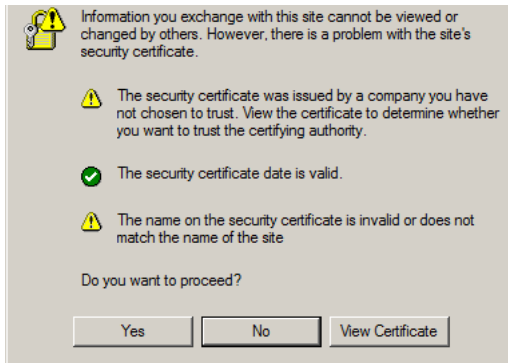 Information you exchange with this site cannot be viewed or
changed by others. However, there is a problem with the site's
security certificate.
The security certificate was issued by a company you have
not chosen to trust. View the certificate to determine whether
you want to trust the certifying authority.
The security certificate date is valid.
The name on the security certificate is invalid or does not
match the name of the site
Do you want to proceed?
Yes No View Certificate